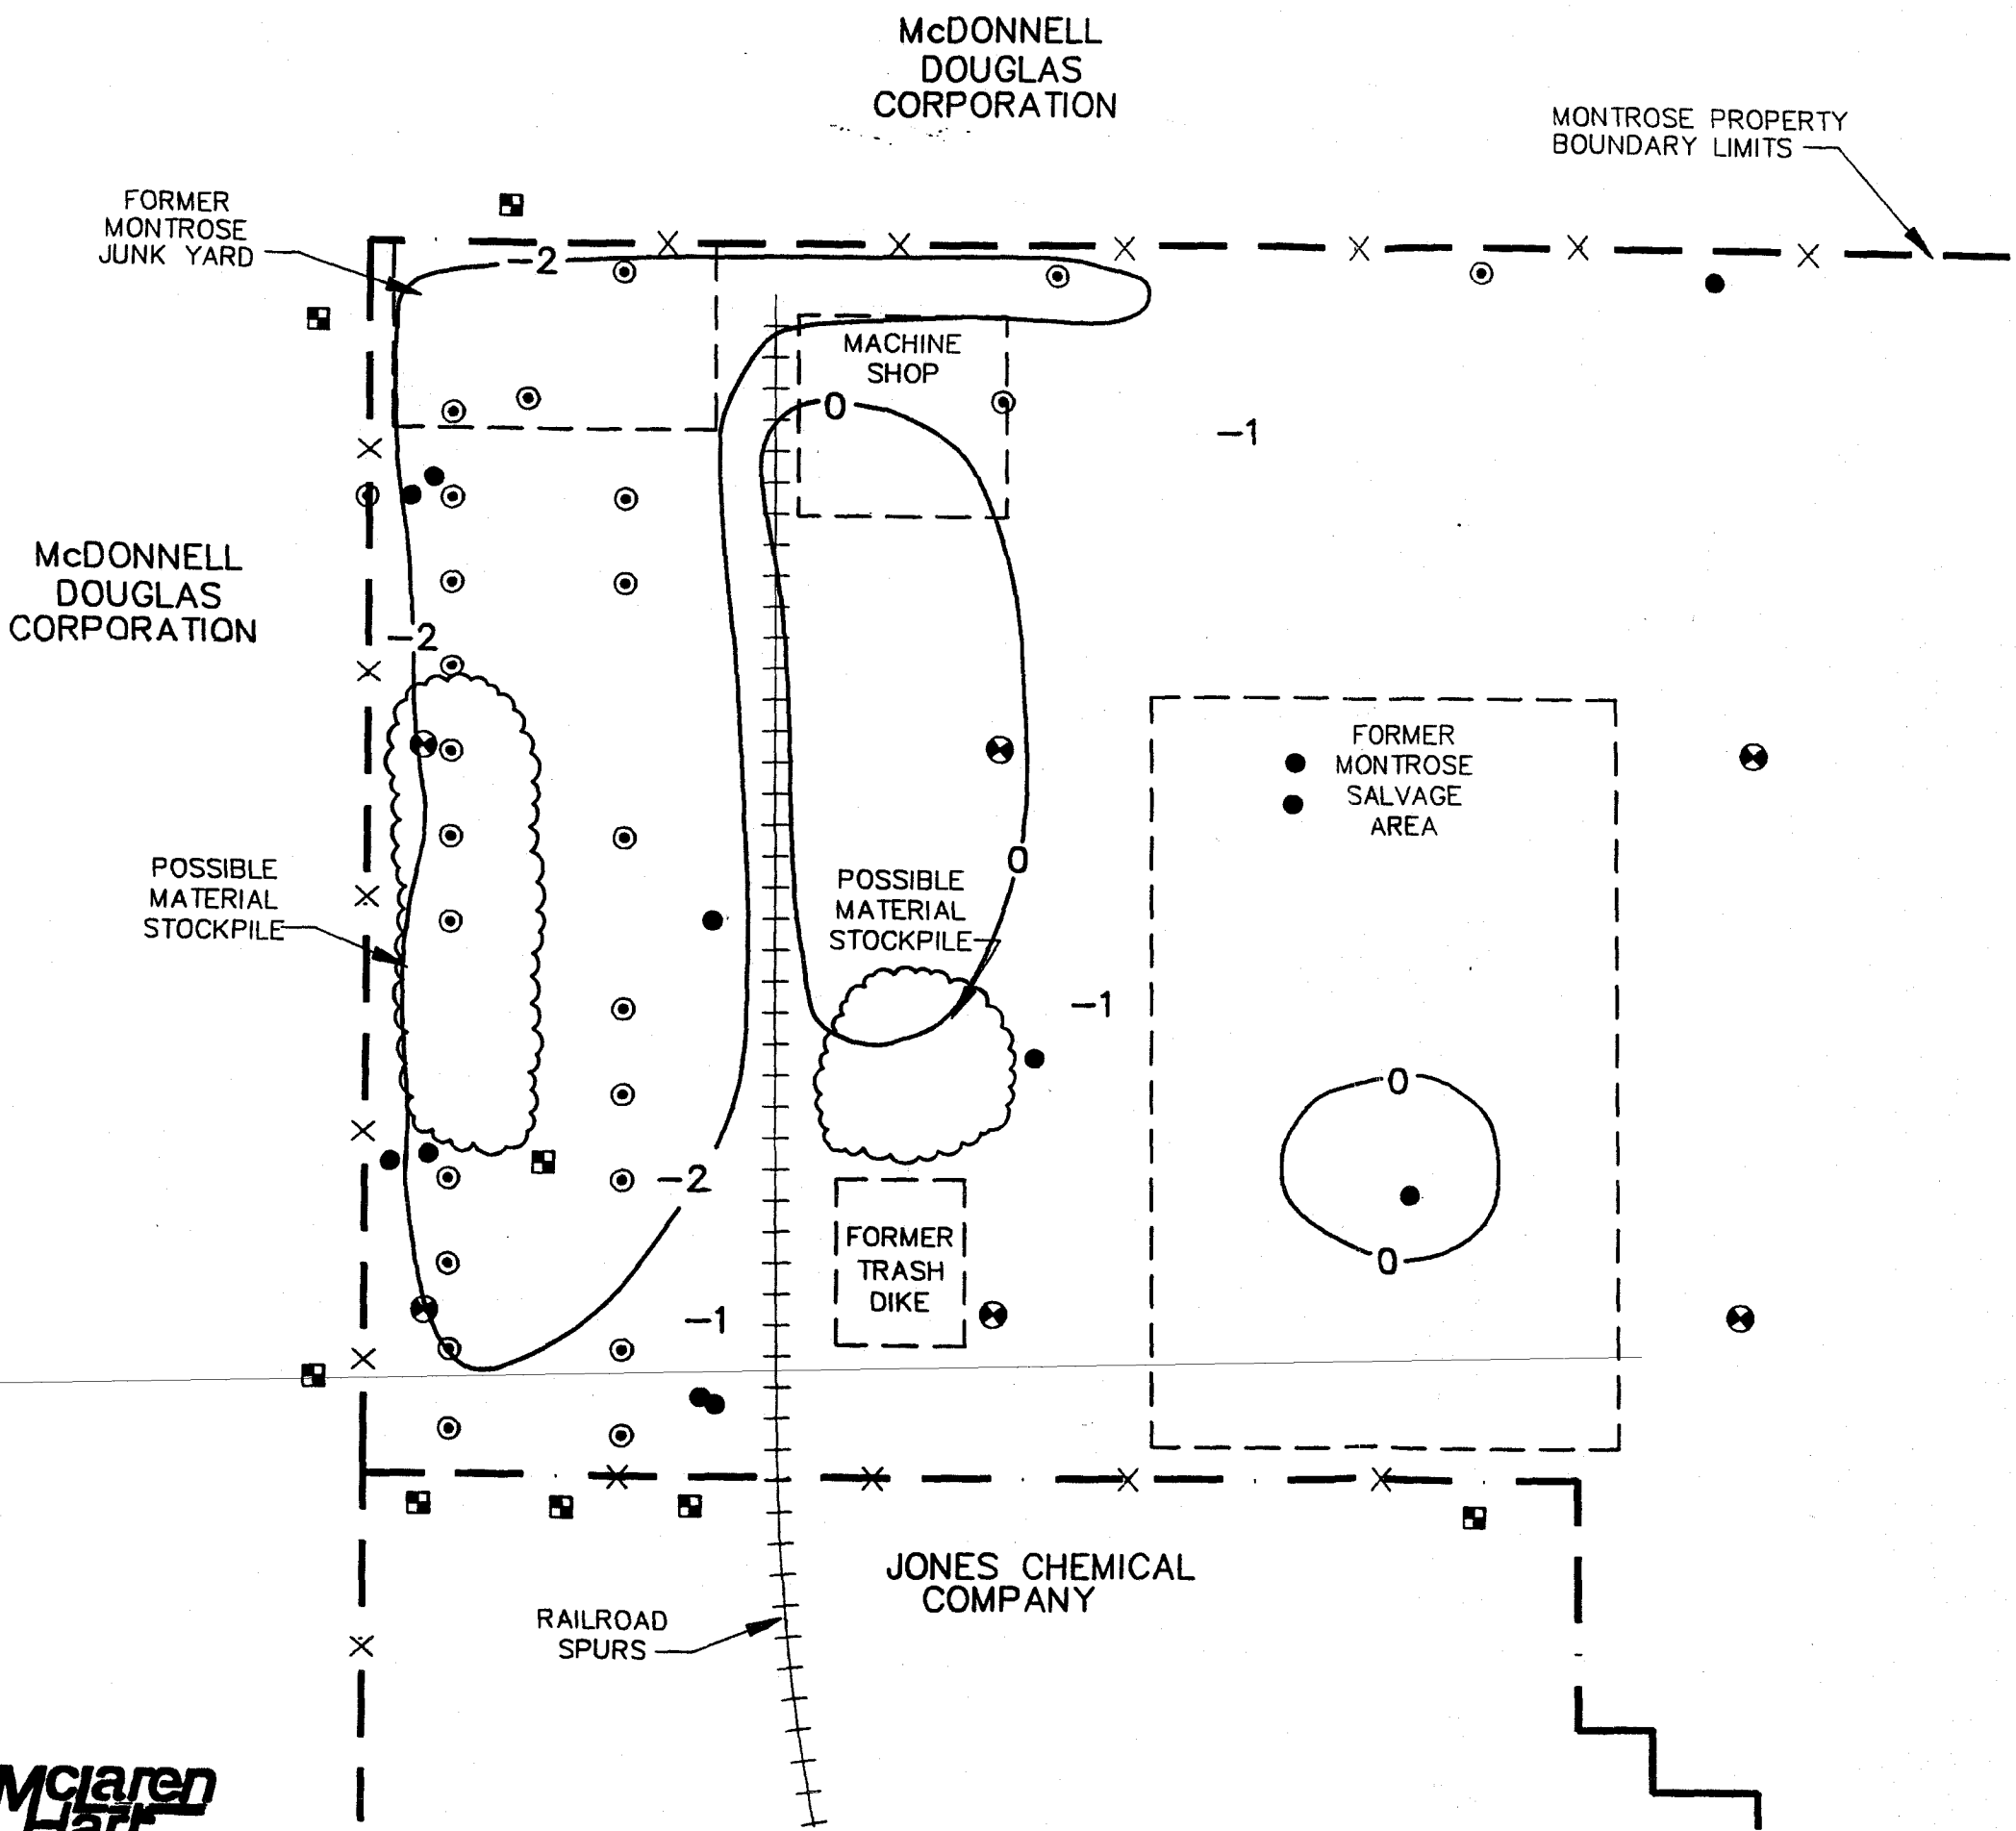 McDONNELL
DOUGLAS
CORPORATION
MONTROSE PROPERTY
BOUNDARY LIMITS
FORMER
MONTROSE
JUNK YARD
-2
MACHINE
SHOP
0
-1
McDONNELL
DOUGLAS
CORPORATION
-2
FORMER
MONTROSE
SALVAGE
AREA
0
POSSIBLE
MATERIAL
STOCKPILE
POSSIBLE
MATERIAL
STOCKPILE
-1
0
-2
FORMER
TRASH
DIKE
0
-1
JONES CHEMICAL
COMPANY
RAILROAD
SPURS
McLaren
Hart